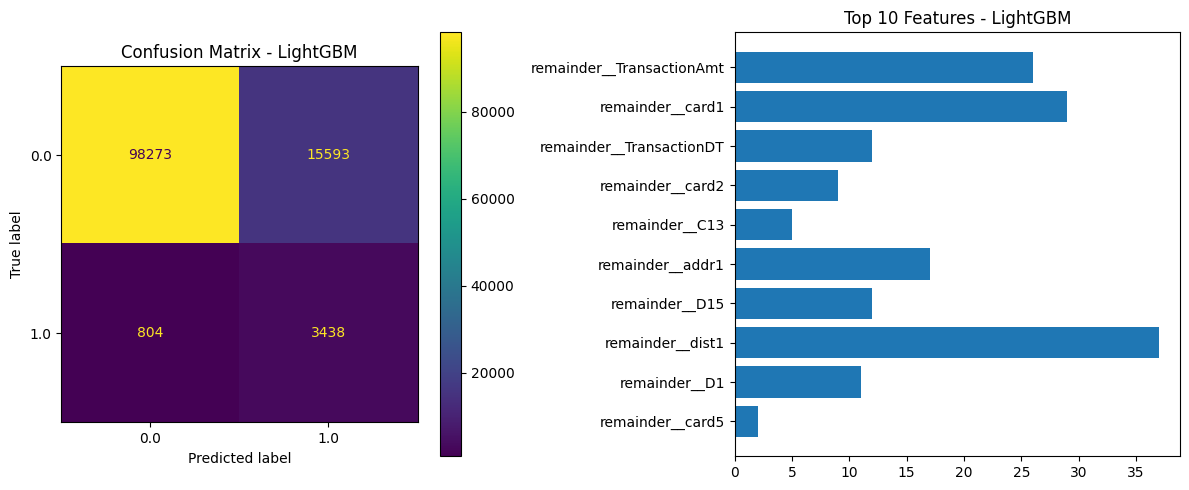 Confusion Matrix - LightGBM
True label
0.0
98273
15593
1.0
804
3438
0.0
1.0
Predicted label
80000
60000
40000
20000
Top 10 Features - LightGBM
remainder__TransactionAmt
remainder__card1
remainder__TransactionDT
remainder__card2
remainder__C13
remainder__addr1
remainder__D15
remainder__dist1
remainder__D1
remainder__card5
0 5 10 15 20 25 30 35